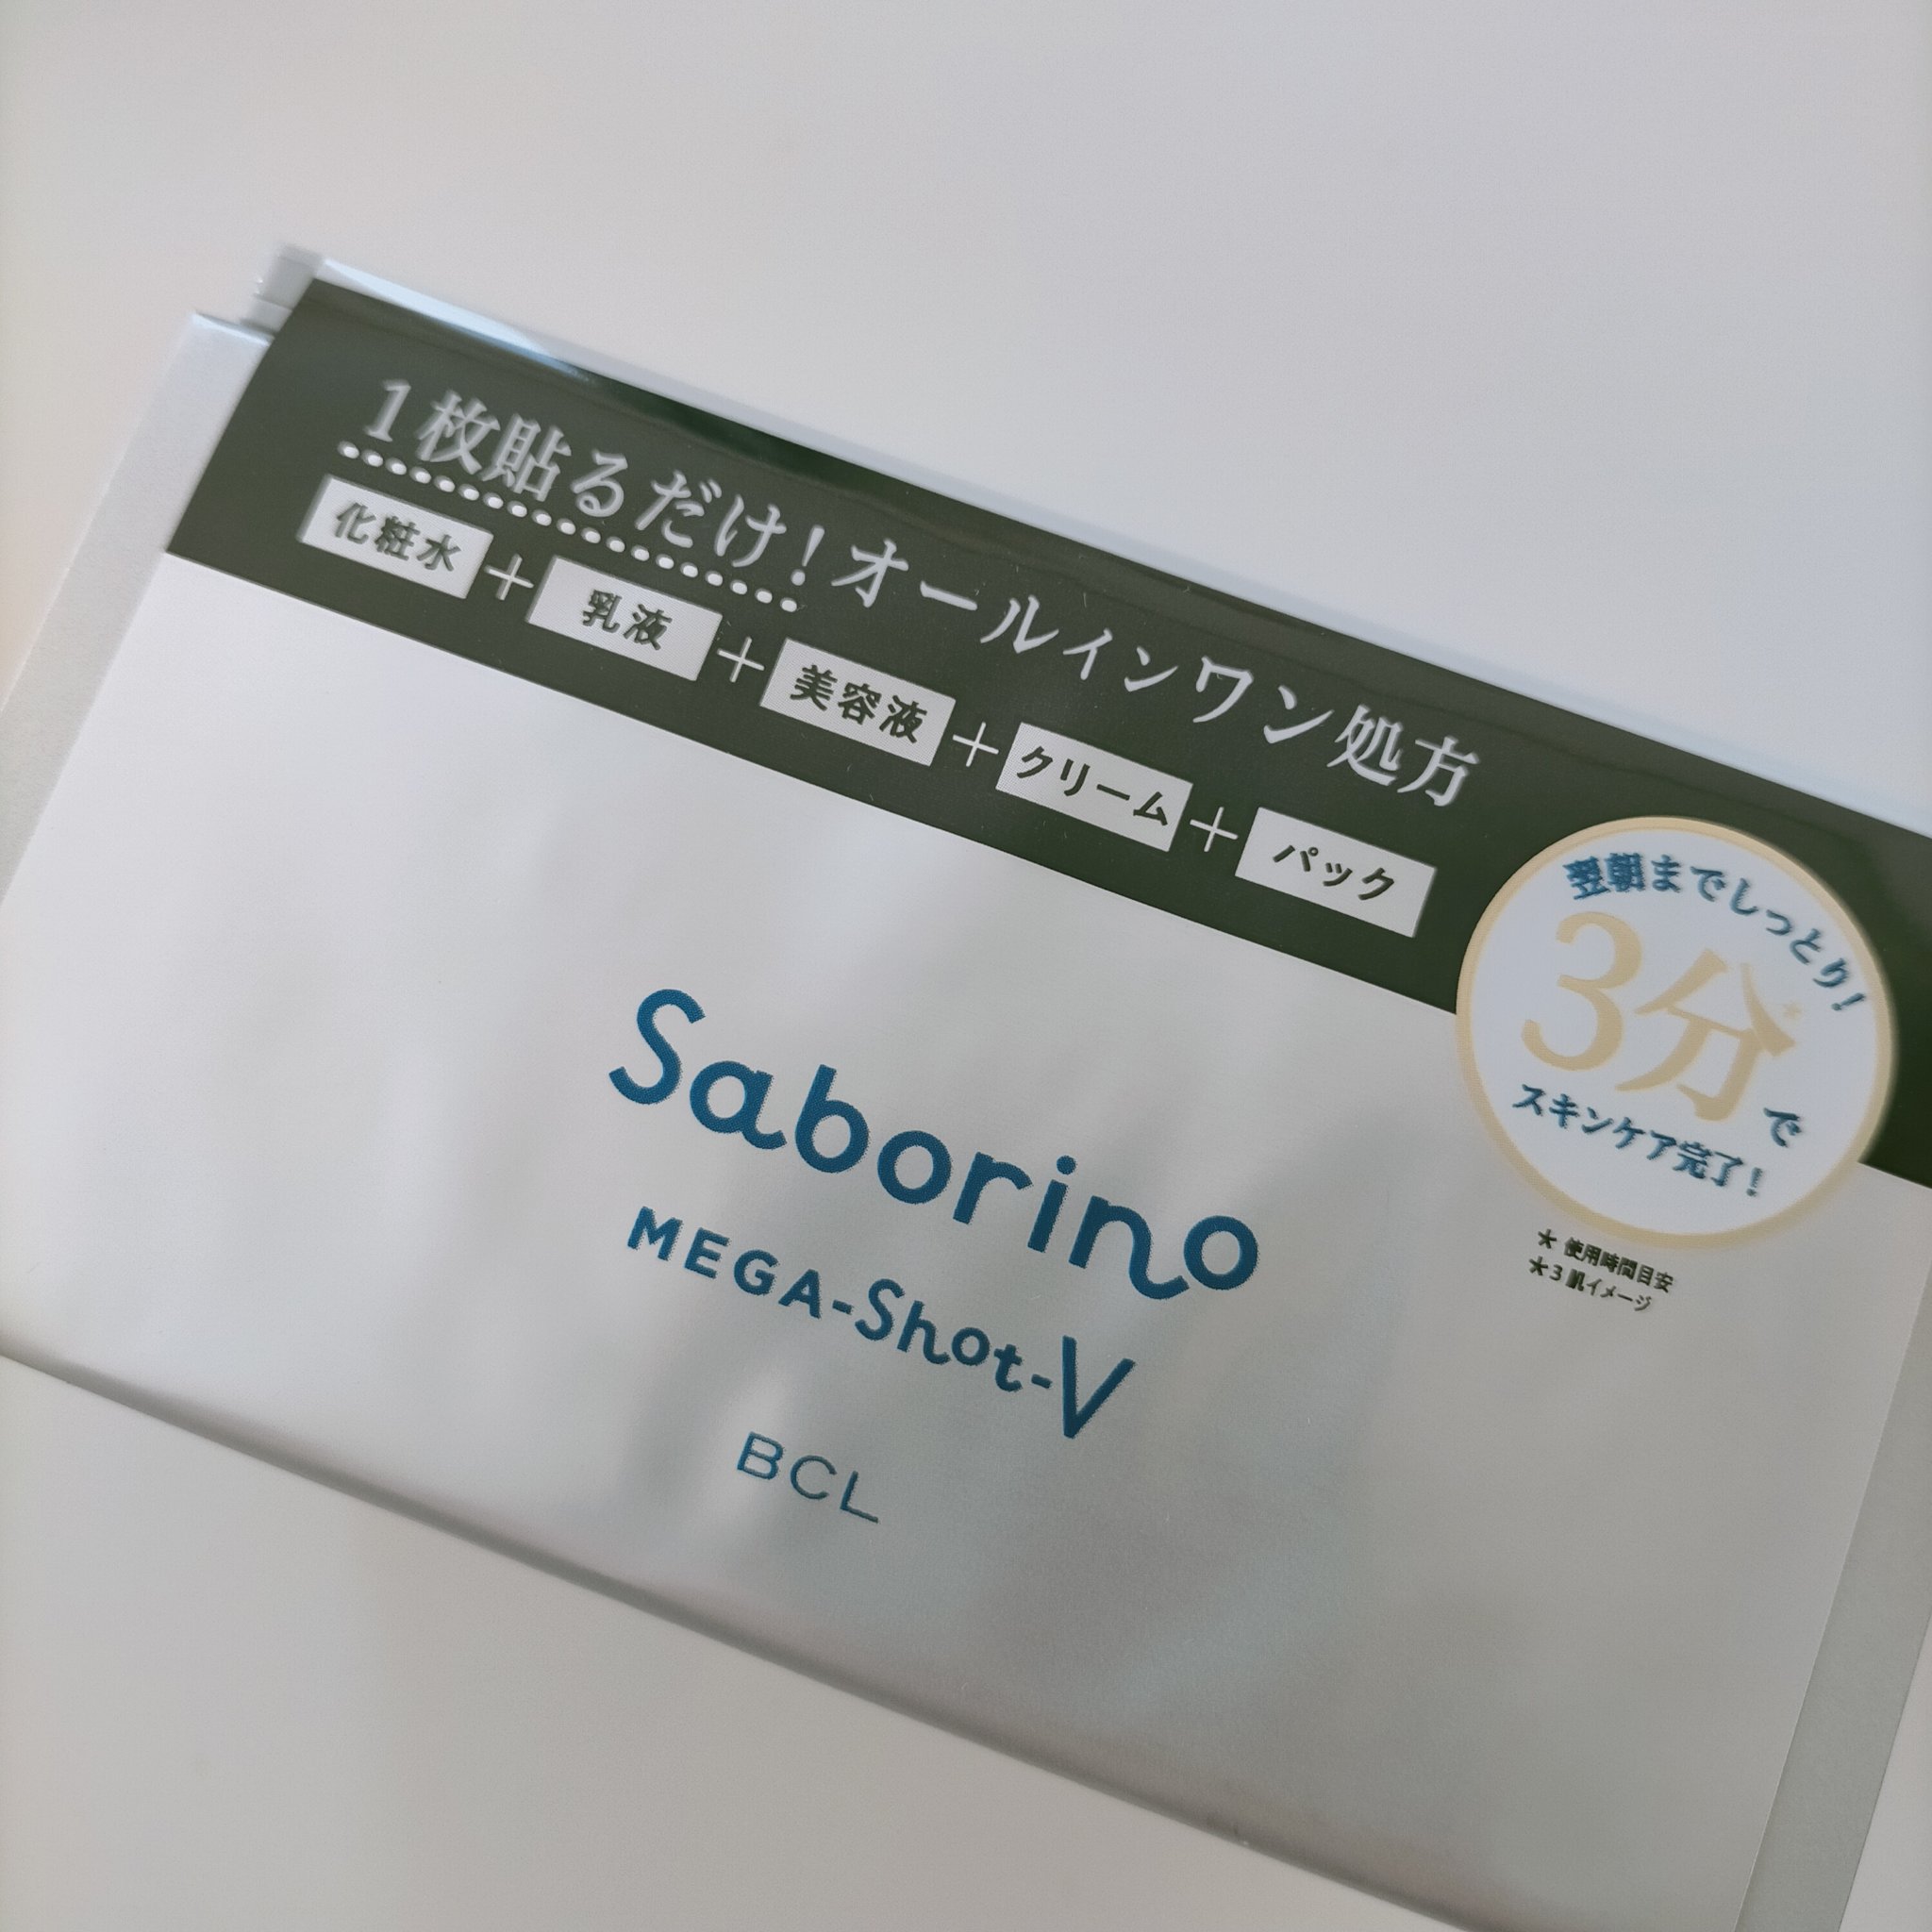 1枚貼るだけ!オールインワン処方
化粧水+乳液+美容液+クリーム+パック
翌朝までしっとり!
3分*で
スキンケア完了!
* 使用時間目安
*3 肌イメージ
Saborino
MEGA-Shot-V
BCL